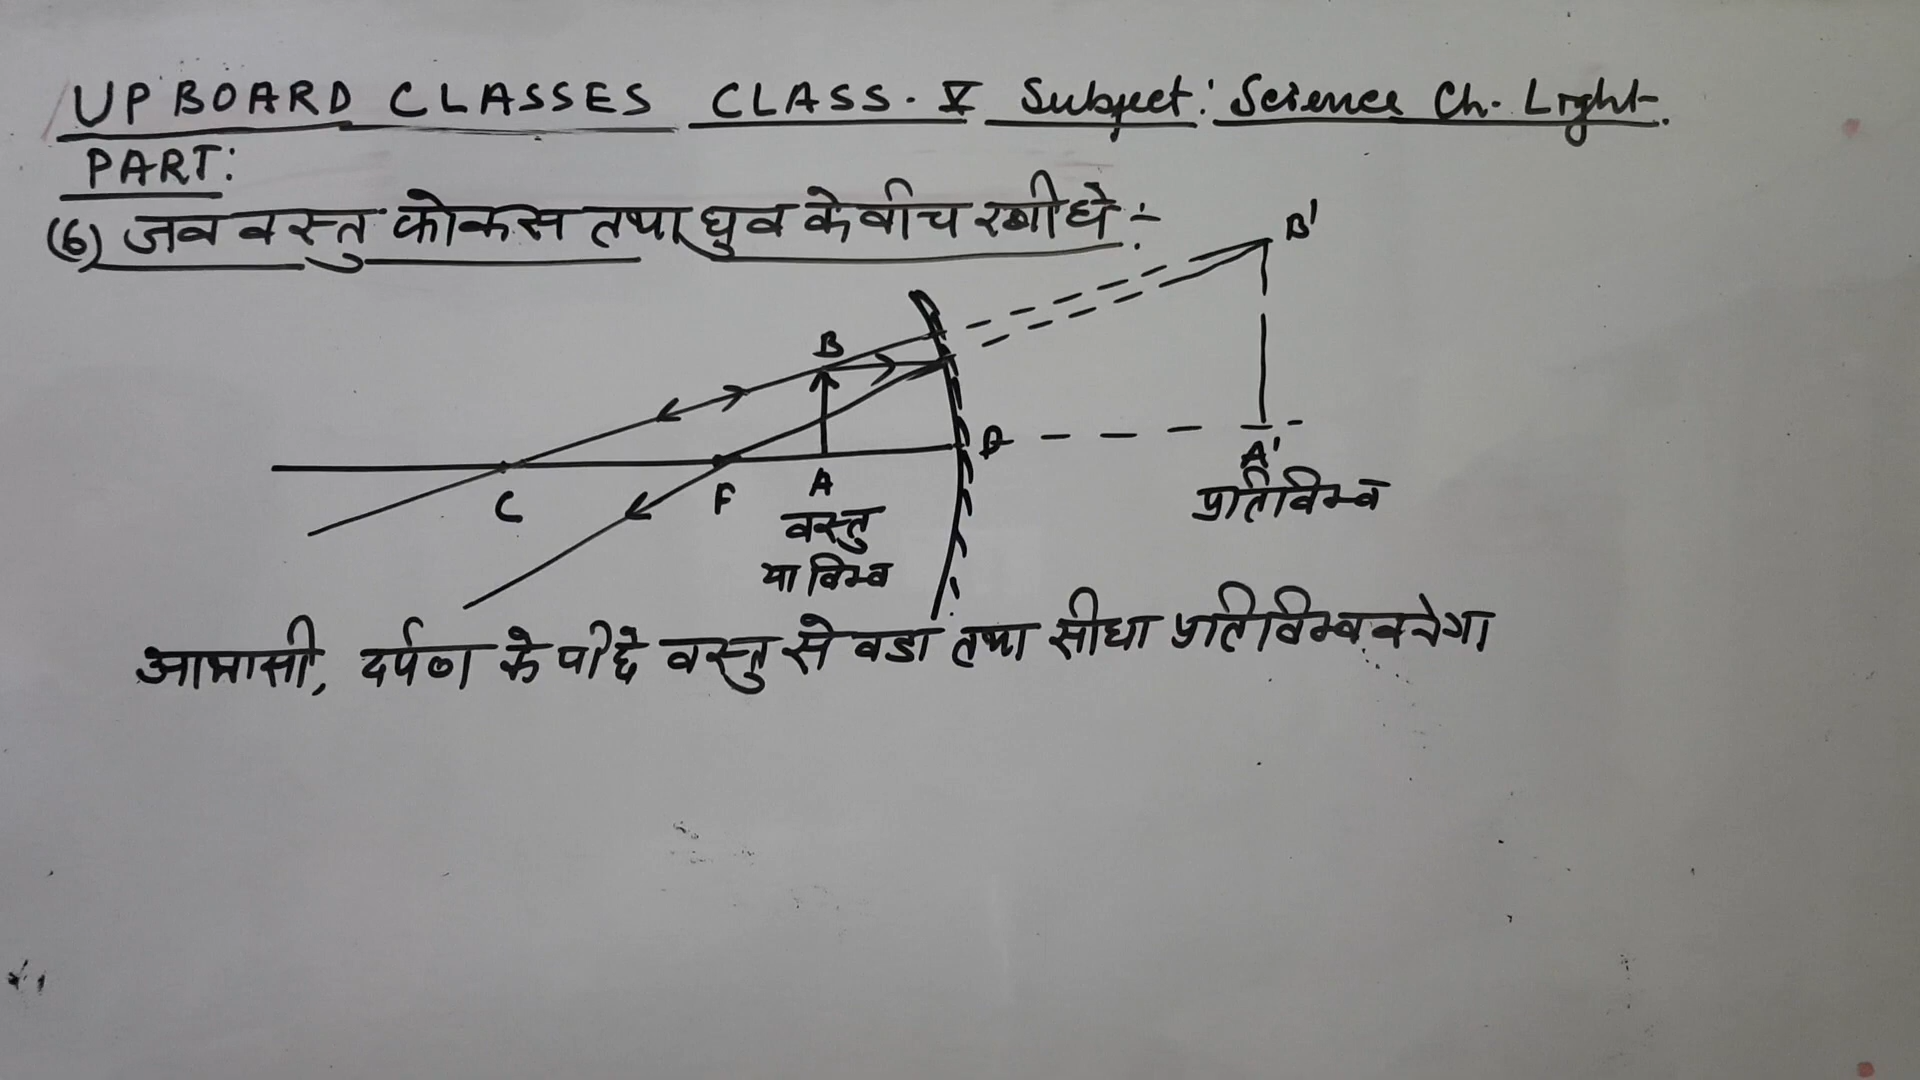 UP BOARD CLASSES CLASS. X Subject: Science Ch. Light
PART:
(6) जब वस्तु फोकस तथा ध्रुव के बीच रखी हो :-
B'
B
P
C
F
A
A'
वस्तु
या बिम्ब
प्रतिबिम्ब
आभासी, दर्पण के पीछे वस्तु से बडा तथा सीधा प्रतिबिम्ब बनेगा